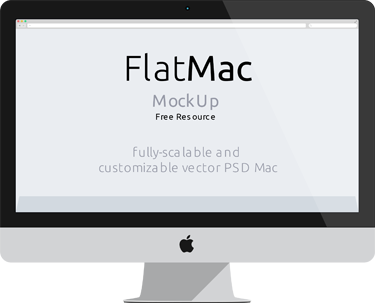 FlatMac
MockUp
Free Resource
fully-scalable and
customizable vector PSD Mac